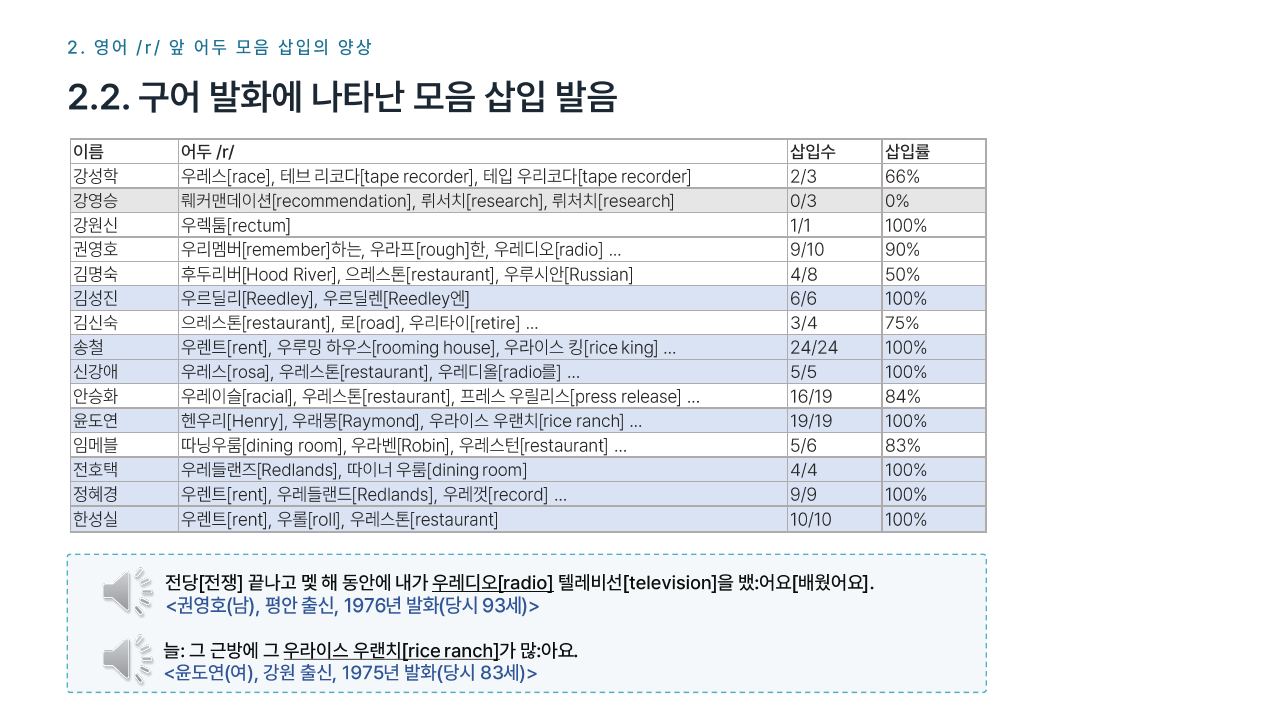 2. 영어 /r/ 앞 어두 모음 삽입의 양상
2.2. 구어 발화에 나타난 모음 삽입 발음
이름 어두 /r/ 삽입수 삽입률
강성학 우레스[race], 테브 리코다[tape recorder], 테입 우리코다[tape recorder] 2/3 66%
강영승 뤠커맨데이션[recommendation], 뤼서치[research], 뤼처치[research] 0/3 0%
강원신 우렉툼[rectum] 1/1 100%
권영호 우리멤버[remember]하는, 우라프[rough]한, 우레디오[radio] ... 9/10 90%
김명숙 후두리버[Hood River], 으레스톤[restaurant], 우루시안[Russian] 4/8 50%
김성진 우르딜리[Reedley], 우르딜렌[Reedley엔] 6/6 100%
김신숙 으레스톤[restaurant], 로[road], 우리타이[retire] ... 3/4 75%
송철 우렌트[rent], 우루밍 하우스[rooming house], 우라이스 킹[rice king] ... 24/24 100%
신강애 우레스[rosa], 우레스톤[restaurant], 우레디올[radio를] ... 5/5 100%
안승화 우레이슬[racial], 우레스톤[restaurant], 프레스 우릴리스[press release] ... 16/19 84%
윤도연 헨우리[Henry], 우래몽[Raymond], 우라이스 우랜치[rice ranch] ... 19/19 100%
임메블 따닝우룸[dining room], 우라벤[Robin], 우레스턴[restaurant] ... 5/6 83%
전호택 우레들랜즈[Redlands], 따이너 우룸[dining room] 4/4 100%
정혜경 우렌트[rent], 우레들랜드[Redlands], 우레껏[record] ... 9/9 100%
한성실 우렌트[rent], 우롤[roll], 우레스톤[restaurant] 10/10 100%
전당[전쟁] 끝나고 몣 해 동안에 내가 우레디오[radio] 텔레비선[television]을 뱄:어요[배웠어요].
<권영호(남), 평안 출신, 1976년 발화(당시 93세)>
늘: 그 근방에 그 우라이스 우랜치[rice ranch]가 많:아요.
<윤도연(여), 강원 출신, 1975년 발화(당시 83세)>